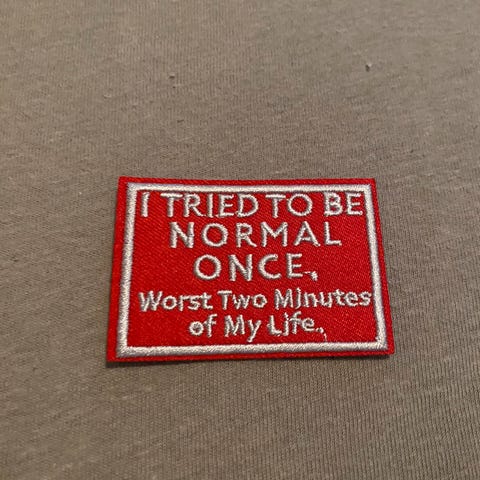 I TRIED TO BE
NORMAL
ONCE,
Worst Two Minutes
of My Life.,